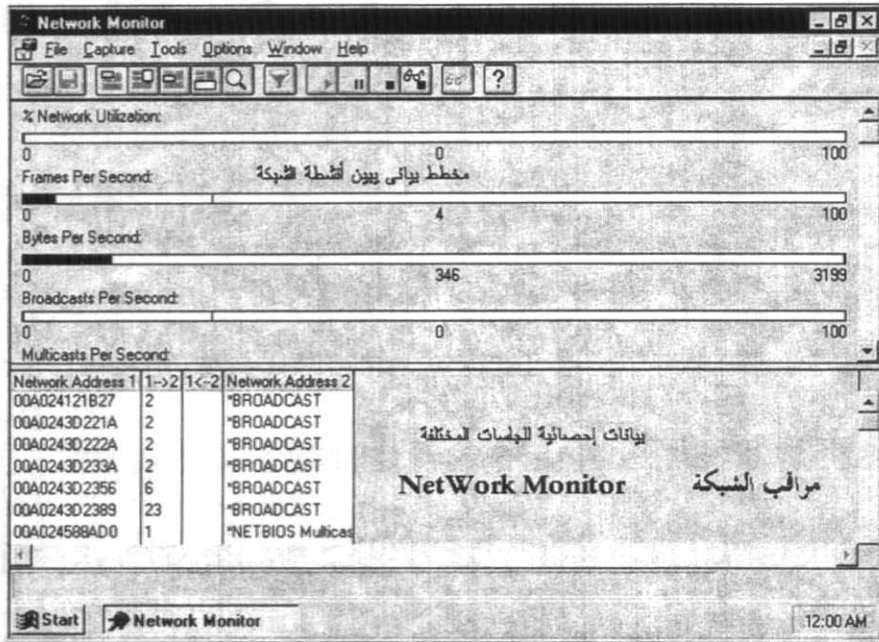 Network Monitor
File Capture Tools Options Window Help
% Network Utilization:
0 0 100
Frames Per Second:
مخطط بياني يبين أنشطة الشبكة
0 4 100
Bytes Per Second:
0 346 3199
Broadcasts Per Second:
0 0 100
Multicasts Per Second:
Network Address 1 1-->2 1<--2 Network Address 2
00A024121B27 2 *BROADCAST
00A0243D221A 2 *BROADCAST
00A0243D222A 2 *BROADCAST
00A0243D233A 2 *BROADCAST
00A0243D2356 6 *BROADCAST
00A0243D2389 23 *BROADCAST
00A024588AD0 1 *NETBIOS Multicas
بيانات إحصائية للجلسات المختلفة
مراقب الشبكة NetWork Monitor
Start Network Monitor 12:00 AM